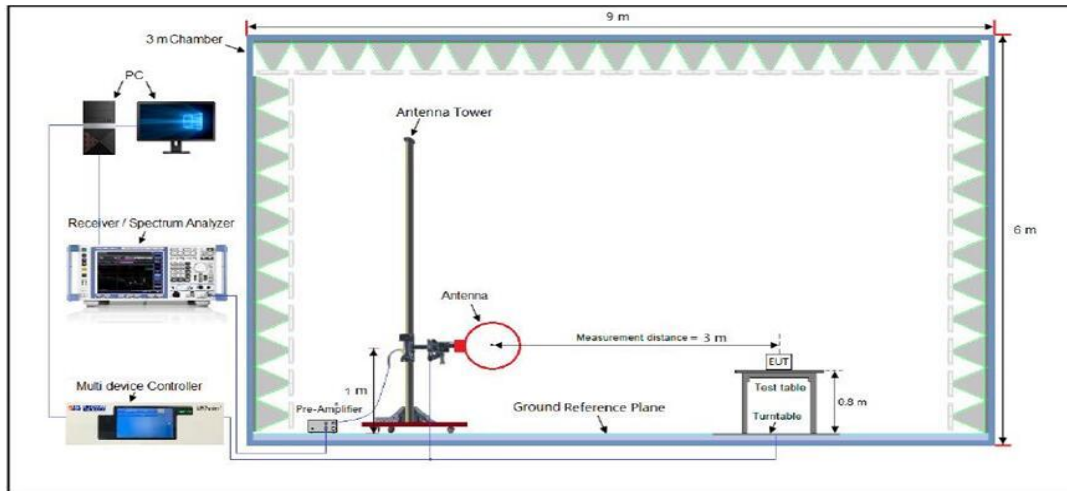 9 m
3 m Chamber
PC
Antenna Tower
Receiver / Spectrum Analyzer
6 m
Antenna
Measurement distance = 3 m
EUT
Multi device Controller
1 m
Test table
0.8 m
Pre-Amplifier
Ground Reference Plane
Turntable